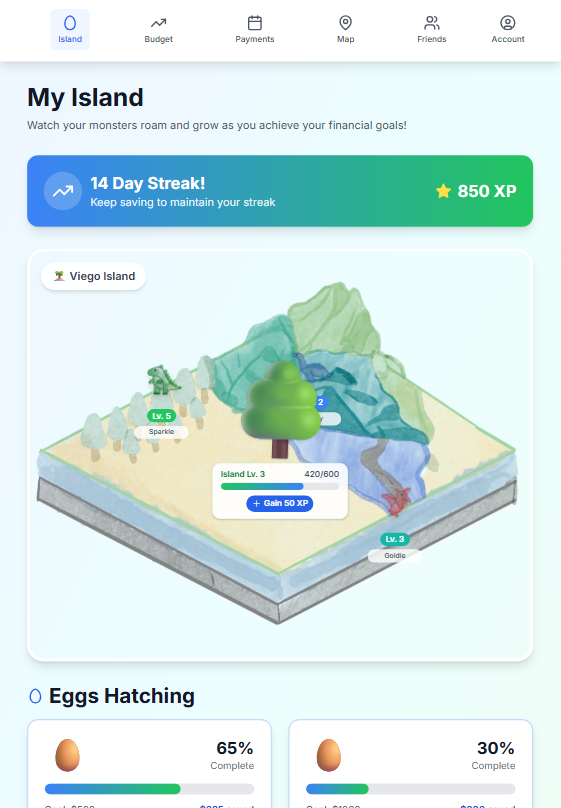 Island
Budget
Payments
Map
Friends
Account
My Island
Watch your monsters roam and grow as you achieve your financial goals!
14 Day Streak!
Keep saving to maintain your streak
850 XP
Viego Island
Lv. 5
Sparkle
2
y
Island Lv. 3
420/600
+ Gain 50 XP
Lv. 3
Goldie
Eggs Hatching
65%
Complete
30%
Complete